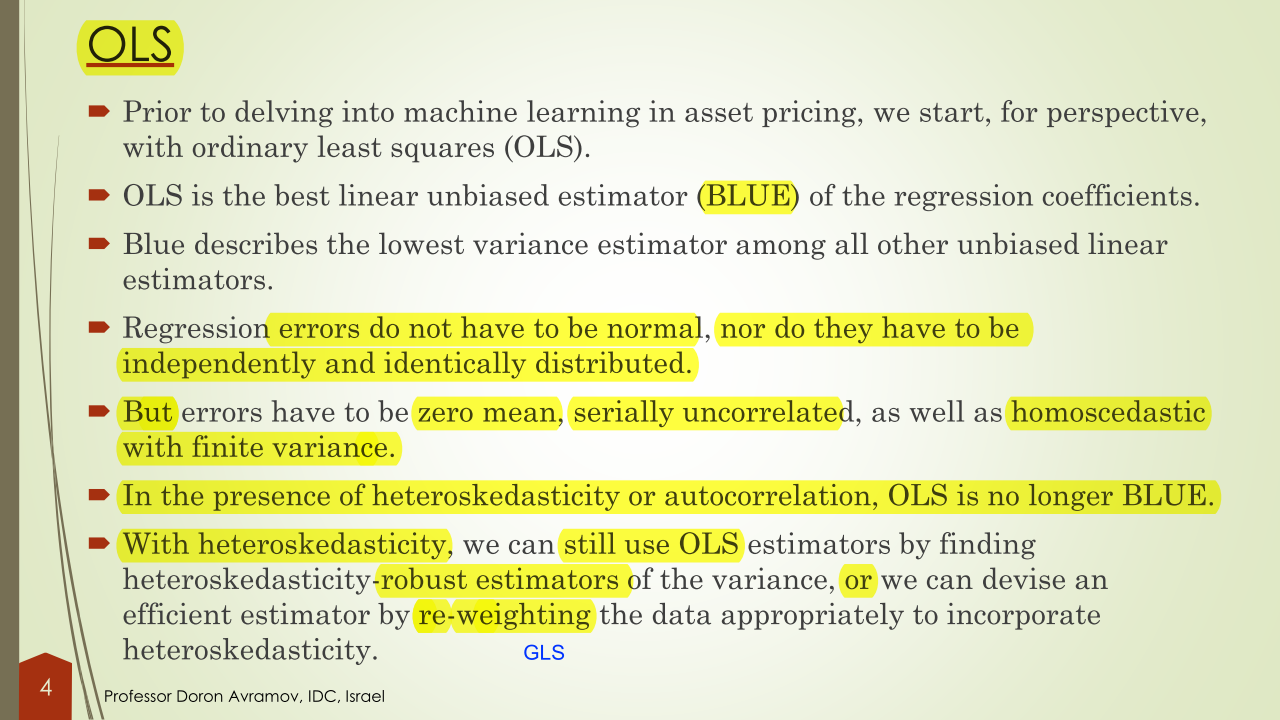 OLS
Prior to delving into machine learning in asset pricing, we start, for perspective,
with ordinary least squares (OLS).
OLS is the best linear unbiased estimator (BLUE) of the regression coefficients.
Blue describes the lowest variance estimator among all other unbiased linear
estimators.
Regression errors do not have to be normal, nor do they have to be
independently and identically distributed.
But errors have to be zero mean, serially uncorrelated, as well as homoscedastic
with finite variance.
In the presence of heteroskedasticity or autocorrelation, OLS is no longer BLUE.
With heteroskedasticity, we can still use OLS estimators by finding
heteroskedasticity-robust estimators of the variance, or we can devise an
efficient estimator by re-weighting the data appropriately to incorporate
heteroskedasticity.
GLS
4
Professor Doron Avramov, IDC, Israel